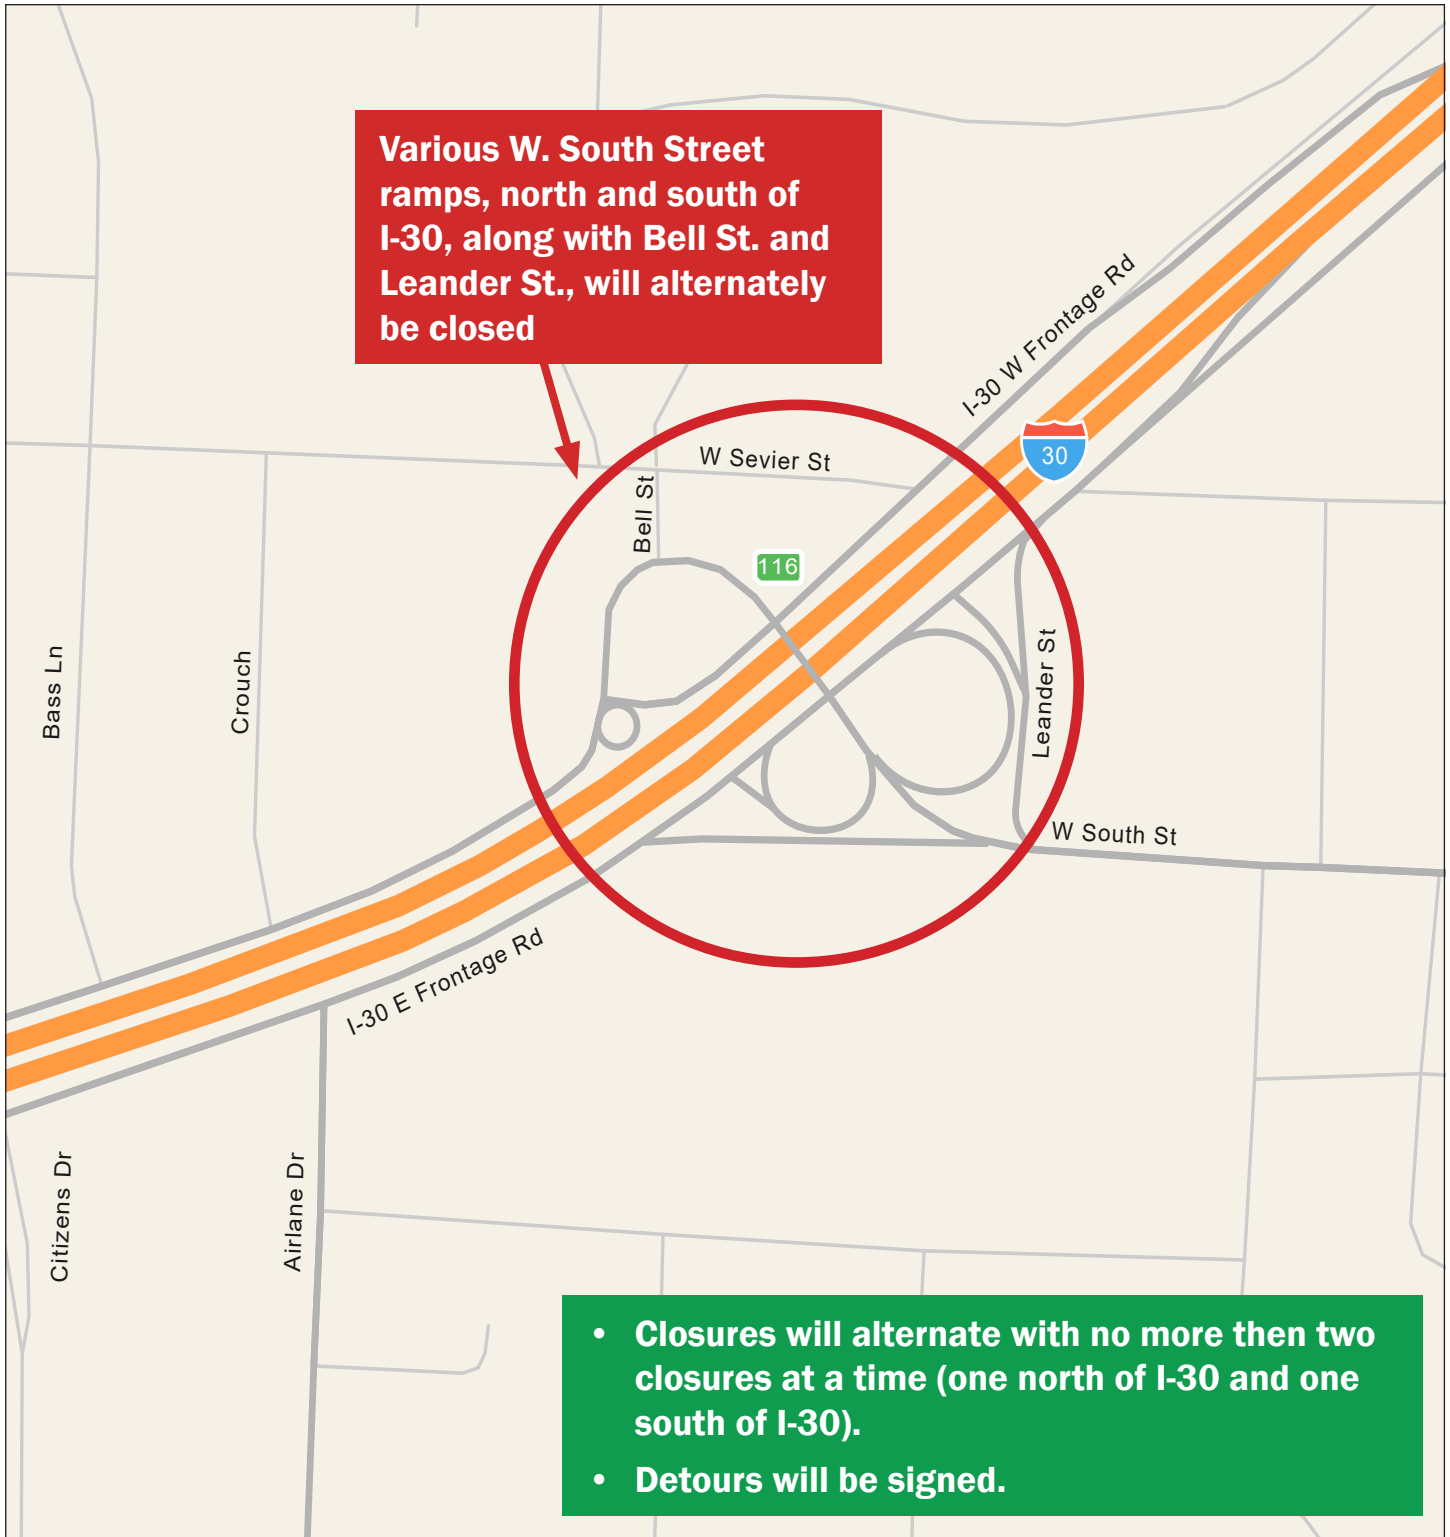 Various W. South Street
ramps, north and south of
I-30, along with Bell St. and
Leander St., will alternately
be closed
I-30 W Frontage Rd
30
W Sevier St
Bell St
116
Bass Ln
Crouch
Leander St
W South St
I-30 E Frontage Rd
Citizens Dr
Airlane Dr
• Closures will alternate with no more then two
closures at a time (one north of I-30 and one
south of I-30).
• Detours will be signed.